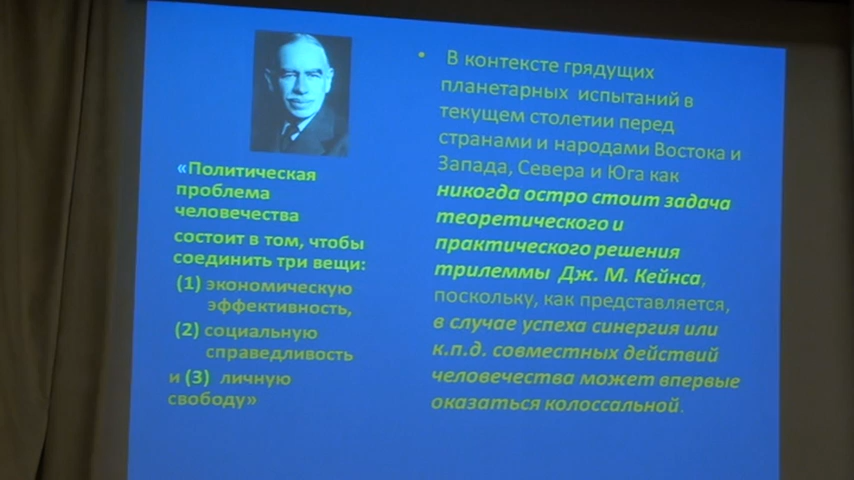 «Политическая
проблема
человечества
состоит в том, чтобы
соединить три вещи:
(1) экономическую
эффективность,
(2) социальную
справедливость
и (3) личную
свободу»
• В контексте грядущих
планетарных испытаний в
текущем столетии перед
странами и народами Востока и
Запада, Севера и Юга как
никогда остро стоит задача
теоретического и
практического решения
трилеммы Дж. М. Кейнса,
поскольку, как представляется,
в случае успеха синергия или
к.п.д. совместных действий
человечества может впервые
оказаться колоссальной.